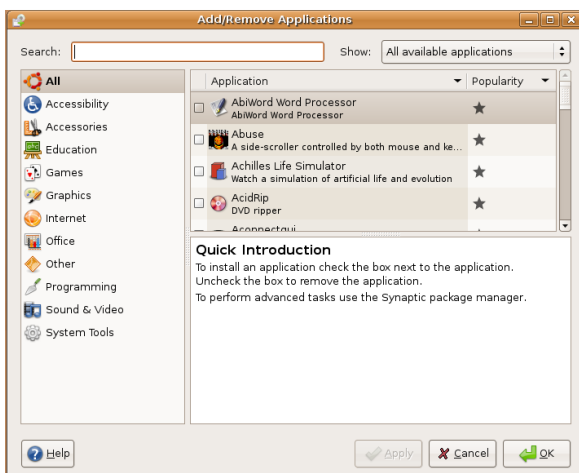 Add/Remove Applications
Search:
Show: All available applications
All
Accessibility
Accessories
Education
Games
Graphics
Internet
Office
Other
Programming
Sound & Video
System Tools
Application Popularity
AbiWord Word Processor
AbiWord Word Processor
Abuse
A side-scroller controlled by both mouse and ke...
Achilles Life Simulator
Watch a simulation of artificial life and evolution
AcidRip
DVD ripper
Aconnectgui
Quick Introduction
To install an application check the box next to the application.
Uncheck the box to remove the application.
To perform advanced tasks use the Synaptic package manager.
Help
Apply
Cancel
OK